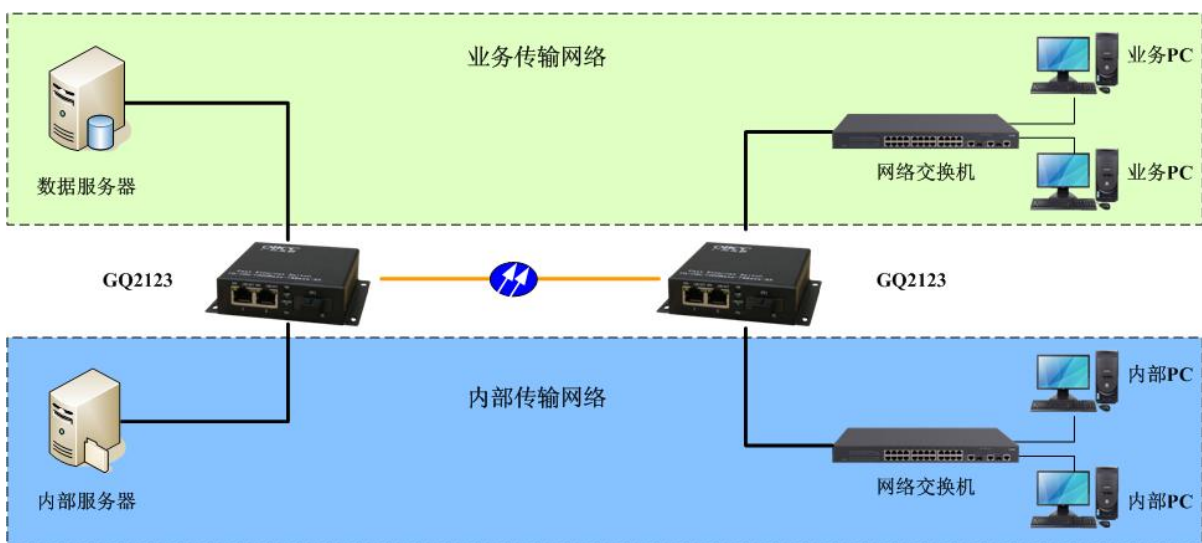 业务传输网络
业务PC
数据服务器
网络交换机
业务PC
GQ2123
GQ2123
内部传输网络
内部PC
内部服务器
网络交换机
内部PC